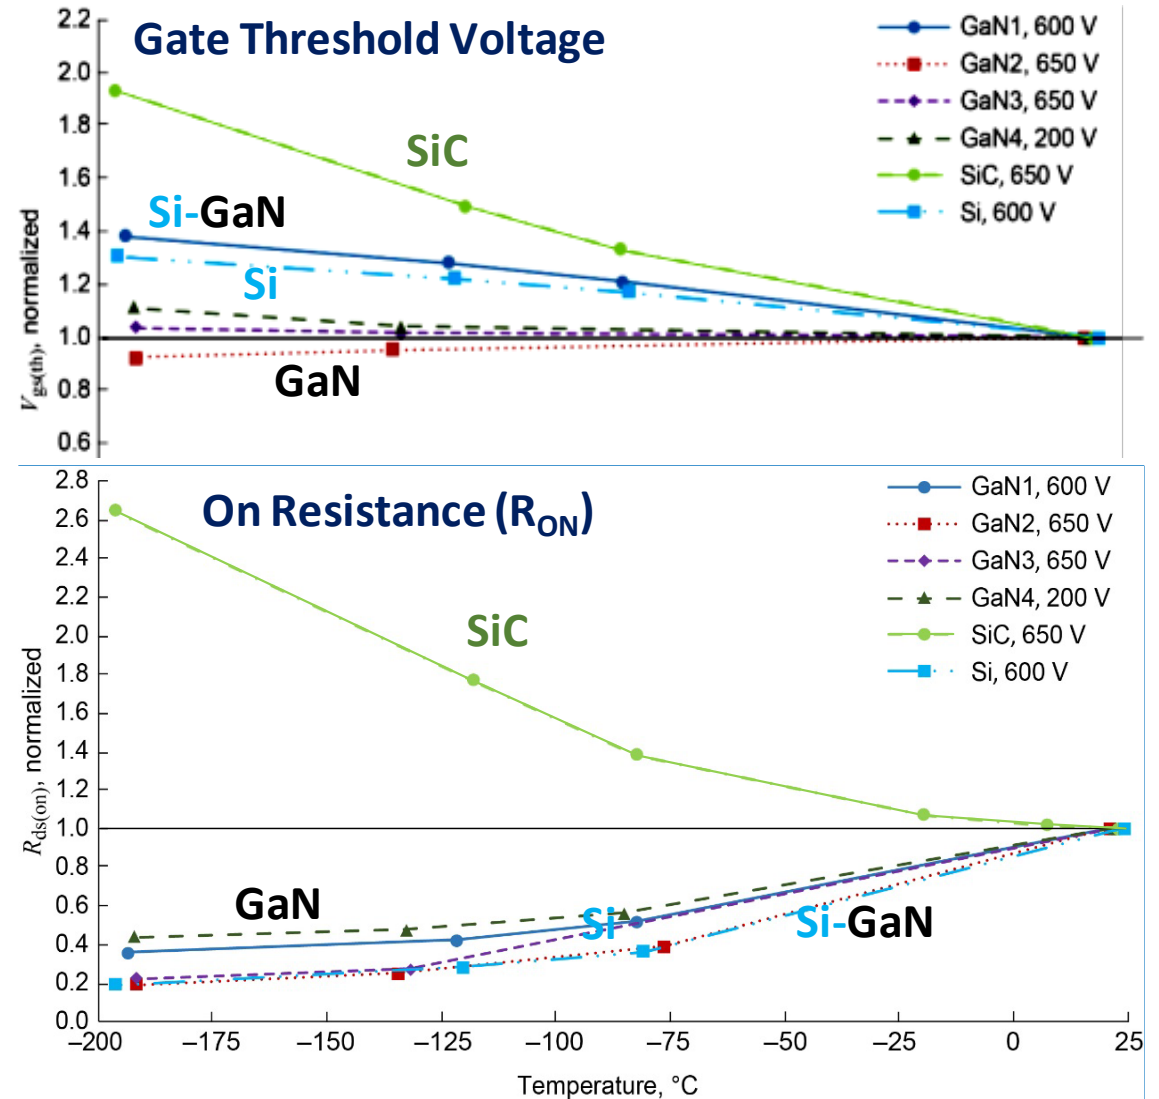 Gate Threshold Voltage
GaN1, 600 V
GaN2, 650 V
GaN3, 650 V
GaN4, 200 V
SiC, 650 V
Si, 600 V
Vgs(th), normalized
2.2
2.0
1.8
1.6
1.4
1.2
1.0
0.8
0.6
SiC
Si-GaN
Si
GaN
On Resistance (RON)
GaN1, 600 V
GaN2, 650 V
GaN3, 650 V
GaN4, 200 V
SiC, 650 V
Si, 600 V
Rds(on), normalized
2.8
2.6
2.4
2.2
2.0
1.8
1.6
1.4
1.2
1.0
0.8
0.6
0.4
0.2
0.0
SiC
GaN
Si
Si-GaN
–200 –175 –150 –125 –100 –75 –50 –25 0 25
Temperature, °C